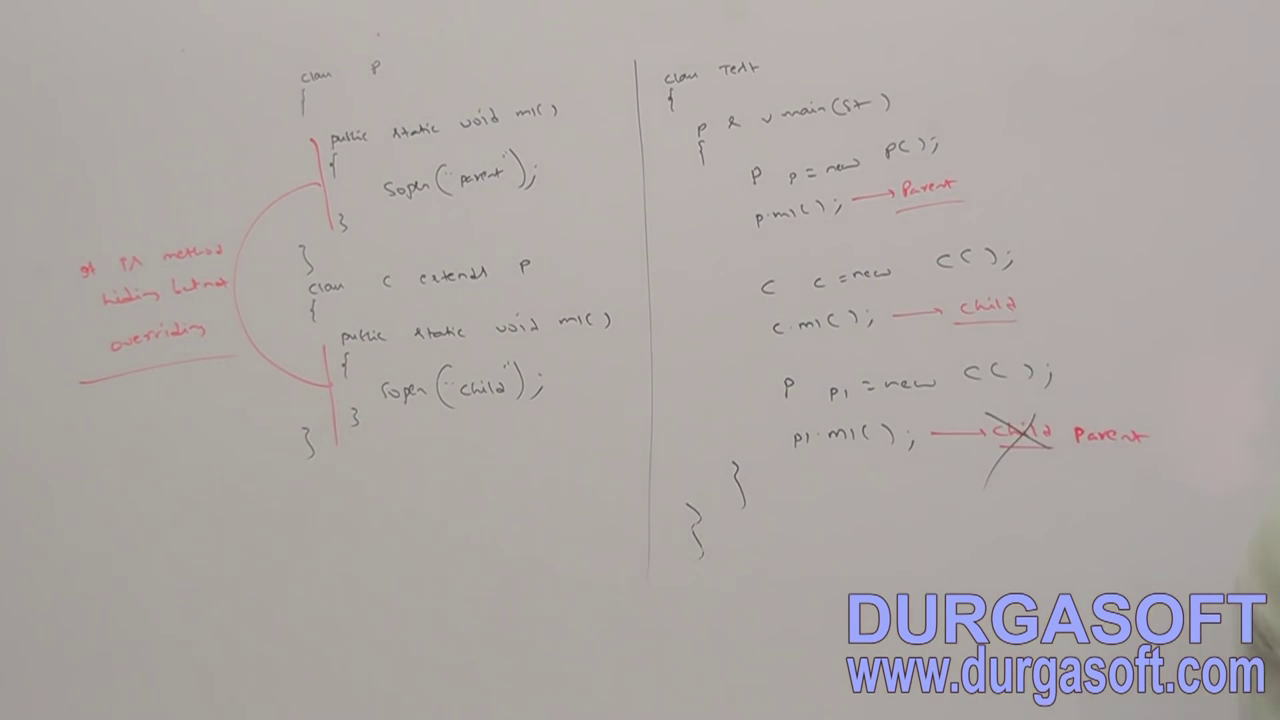 class P
{
public static void m1()
{
Sopln("parent");
}
}
class C extends P
{
public static void m1()
{
Sopln("child");
}
}
It is method
hiding but not
overriding
class Test
{
P S V main(St )
{
P p = new P();
p.m1(); → Parent
C c = new C();
c.m1(); → Child
P p1 = new C();
p1.m1(); → Child Parent
}
}
DURGASOFT
www.durgasoft.com